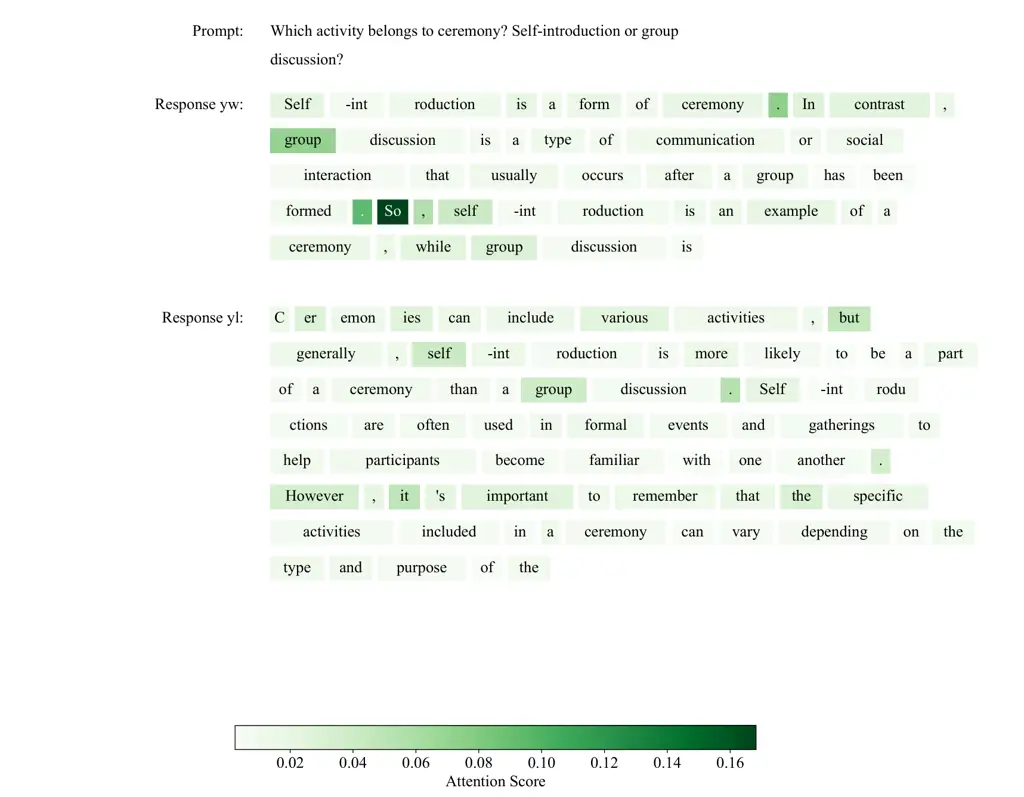 Prompt: Which activity belongs to ceremony? Self-introduction or group
discussion?
Response yw: Self -int roduction is a form of ceremony . In contrast ,
group discussion is a type of communication or social
interaction that usually occurs after a group has been
formed . So , self -int roduction is an example of a
ceremony , while group discussion is
Response yl: C er emon ies can include various activities , but
generally , self -int roduction is more likely to be a part
of a ceremony than a group discussion . Self -int rodu
ctions are often used in formal events and gatherings to
help participants become familiar with one another .
However , it 's important to remember that the specific
activities included in a ceremony can vary depending on the
type and purpose of the
0.02 0.04 0.06 0.08 0.10 0.12 0.14 0.16
Attention Score